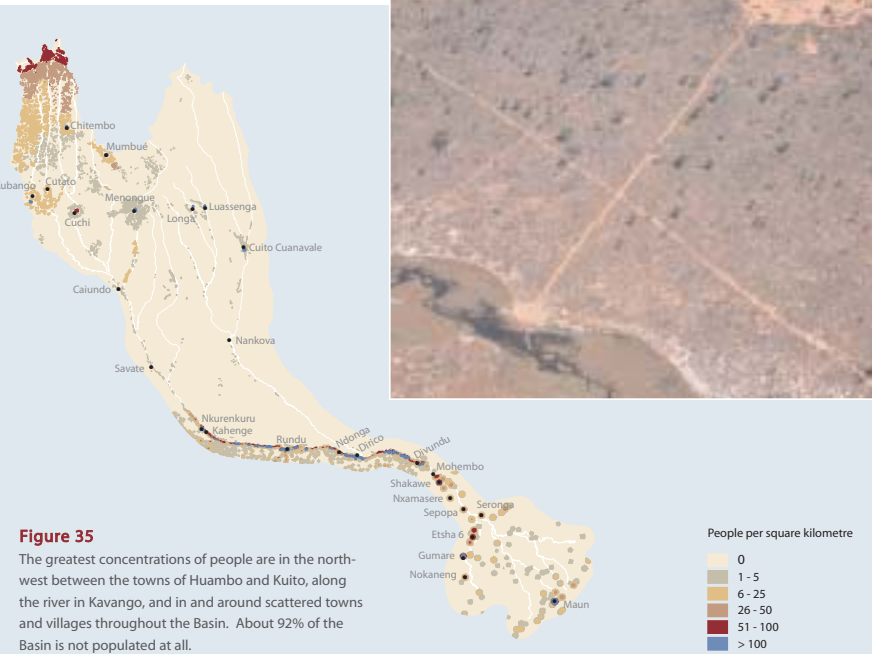 Chitembo
Mumbué
Cutato
Menongue
Cuchi
Longa
Luassenga
Cuito Cuanavale
Caiundo
Nankova
Savate
Nkurenkuru
Kahenge
Rundu
Ndonga
Dirico
Divundu
Mohembo
Shakawe
Nxamasere
Sepopa
Seronga
Etsha 6
Gumare
Nokaneng
Maun
Figure 35
The greatest concentrations of people are in the north-
west between the towns of Huambo and Kuito, along
the river in Kavango, and in and around scattered towns
and villages throughout the Basin. About 92% of the
Basin is not populated at all.
People per square kilometre
0
1 - 5
6 - 25
26 - 50
51 - 100
> 100